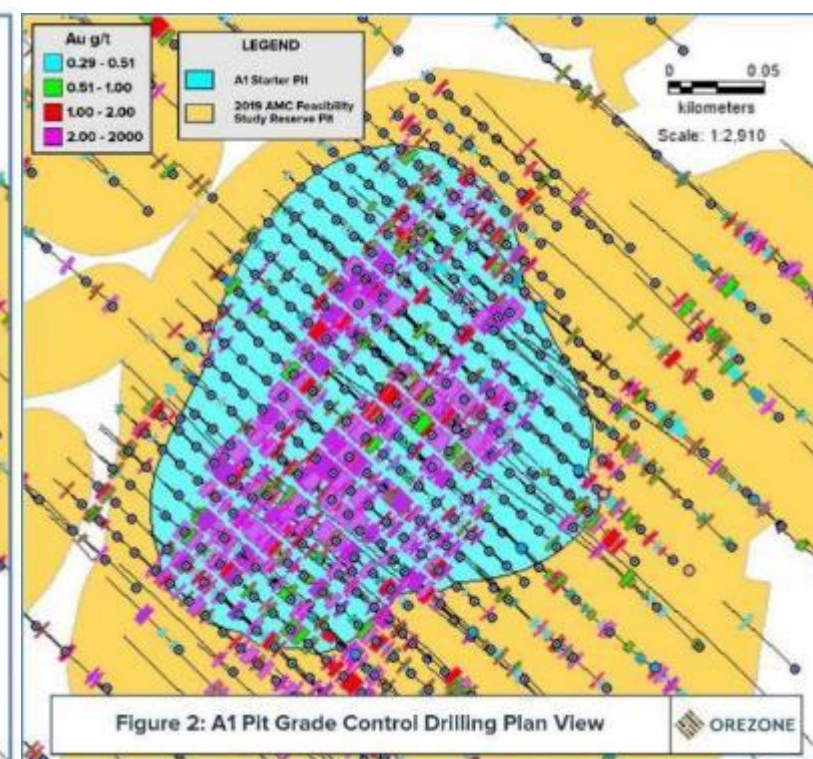 Au g/t
0.29 - 0.51
0.51 - 1.00
1.00 - 2.00
2.00 - 2000
LEGEND
A1 Starter Pit
2019 AMC Feasibility
Study Reserve Pit
0 0.05
kilometers
Scale: 1:2,910
Figure 2: A1 Pit Grade Control Drilling Plan View
OREZONE